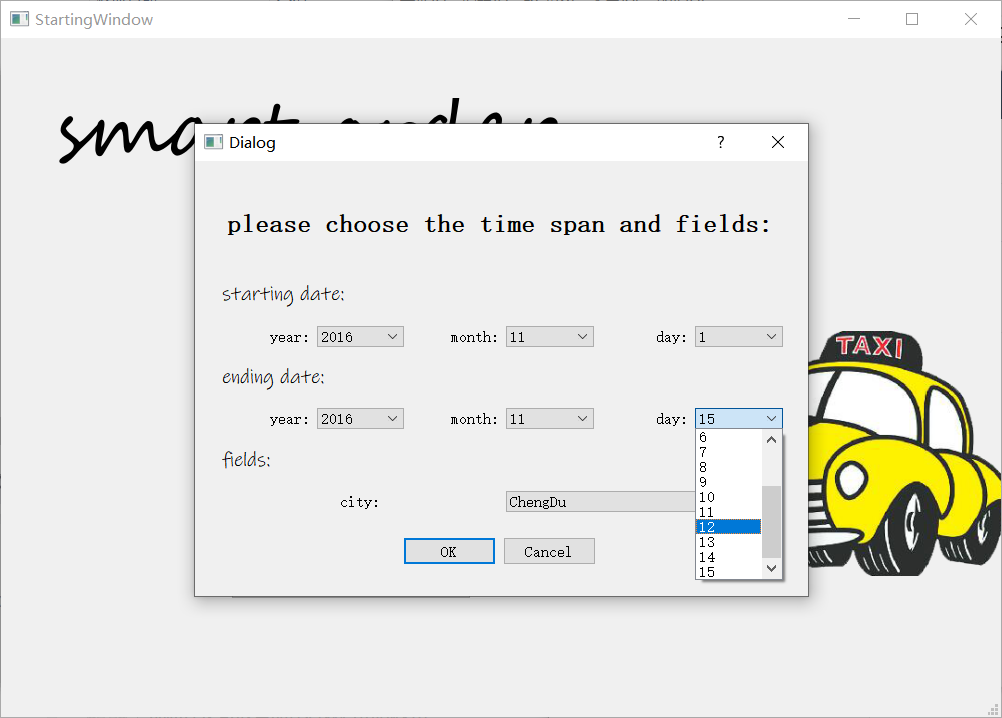 StartingWindow
Dialog
?
please choose the time span and fields:
starting date:
year: 2016 month: 11 day: 1
ending date:
year: 2016 month: 11 day: 15
6
7
8
9
10
11
12
13
14
15
fields:
city: ChengDu
OK Cancel
TAXI